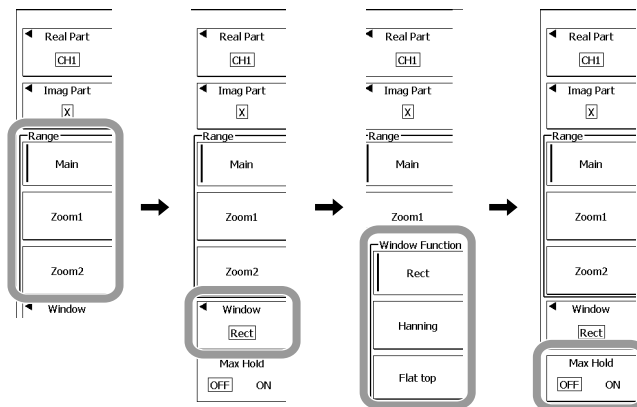 Real Part
CH1
Imag Part
X
Range
Main
Zoom1
Zoom2
Window
Real Part
CH1
Imag Part
X
Range
Main
Zoom1
Zoom2
Window
Rect
Max Hold
OFF ON
Real Part
CH1
Imag Part
X
Range
Main
Zoom1
Window Function
Rect
Hanning
Flat top
Real Part
CH1
Imag Part
X
Range
Main
Zoom1
Zoom2
Window
Rect
Max Hold
OFF ON